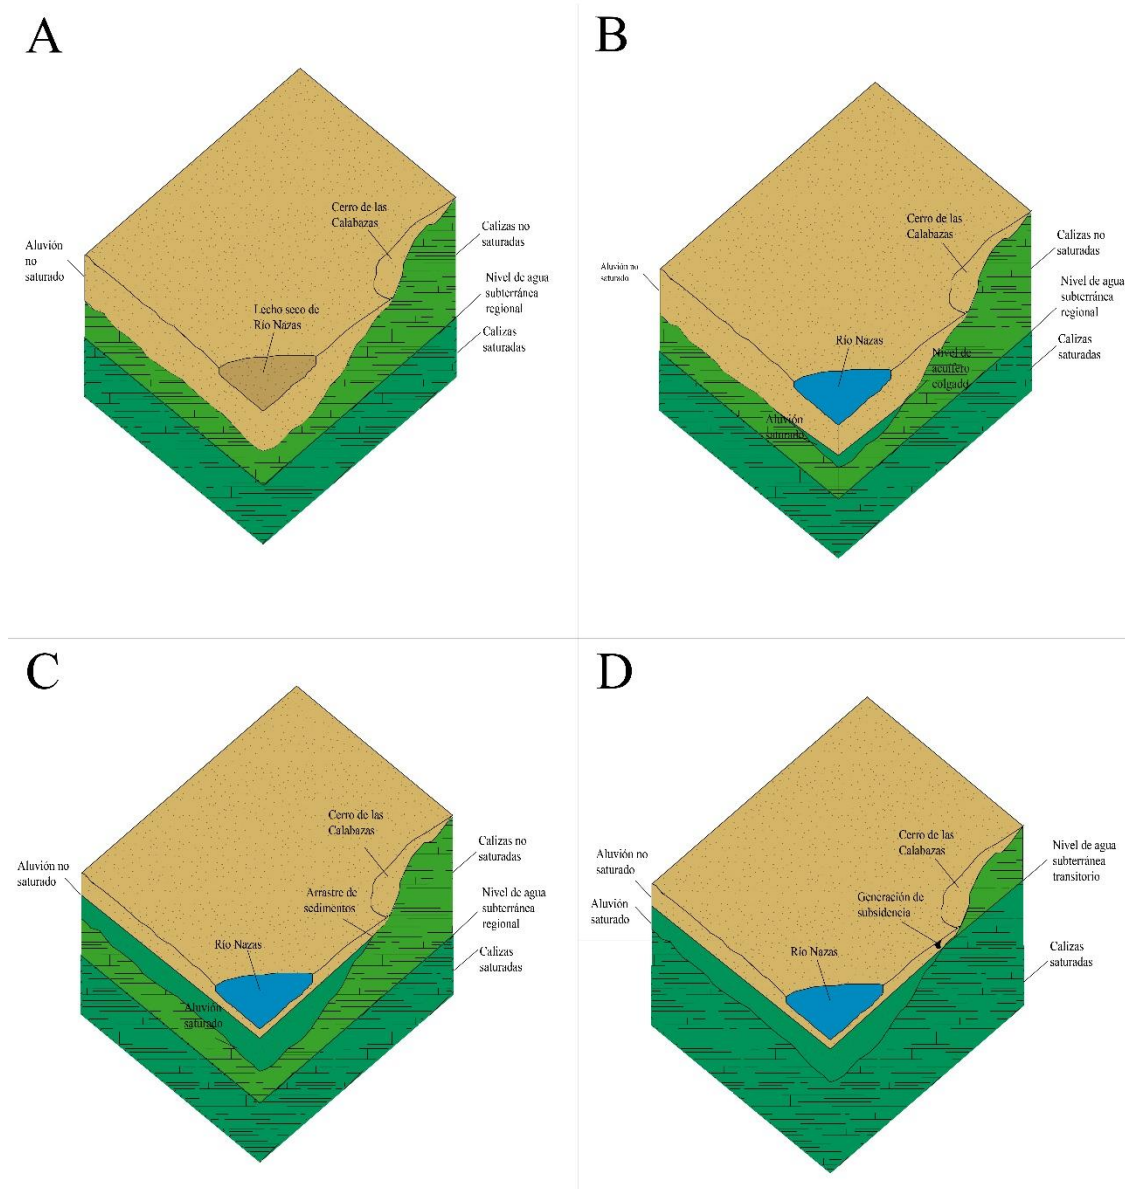 A
Cerro de las
Calabazas
Aluvión
no
saturado
Calizas no
saturadas
Nivel de agua
subterránea
regional
Lecho seco de
Río Nazas
Calizas
saturadas
B
Cerro de las
Calabazas
Aluvión no
saturado
Calizas no
saturadas
Nivel de agua
subterránea
regional
Río Nazas
Calizas
saturadas
Nivel de
acuífero
colgado
Aluvión
saturado
C
Cerro de las
Calabazas
Aluvión no
saturado
Calizas no
saturadas
Arrastre de
sedimentos
Nivel de agua
subterránea
regional
Río Nazas
Calizas
saturadas
Aluvión
saturado
D
Cerro de las
Calabazas
Nivel de agua
subterránea
transitorio
Aluvión no
saturado
Generación de
subsidencia
Aluvión
saturado
Río Nazas
Calizas
saturadas